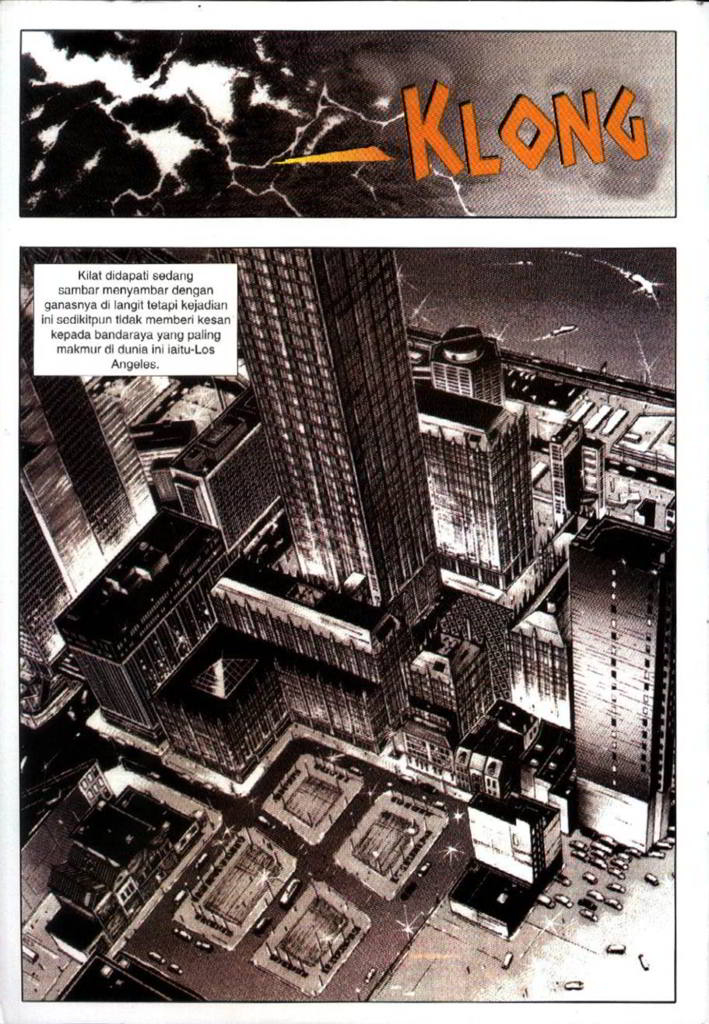 KLONG
Kilat didapati sedang
sambar menyambar dengan
ganasnya di langit tetapi kejadian
ini sedikitpun tidak memberi kesan
kepada bandaraya yang paling
makmur di dunia ini iaitu-Los
Angeles.